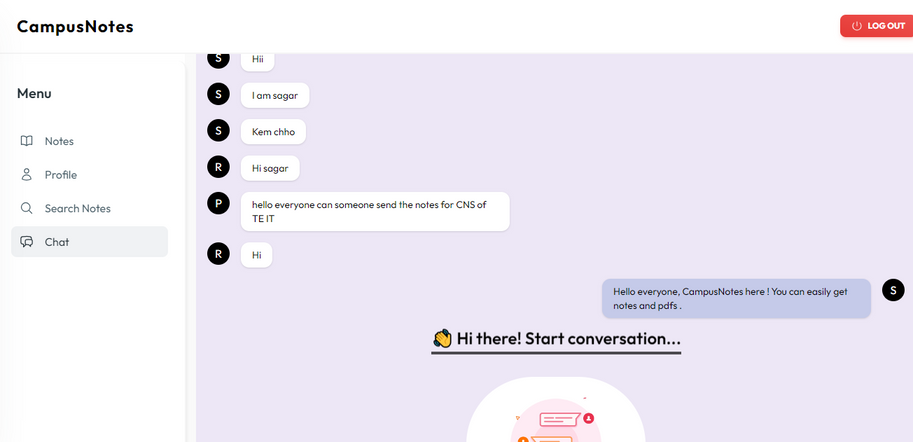 CampusNotes
LOG OUT
Menu
Notes
Profile
Search Notes
Chat
S
Hii
S
I am sagar
S
Kem chho
R
Hi sagar
P
hello everyone can someone send the notes for CNS of
TE IT
R
Hi
Hello everyone, CampusNotes here ! You can easily get
notes and pdfs .
S
👋 Hi there! Start conversation...